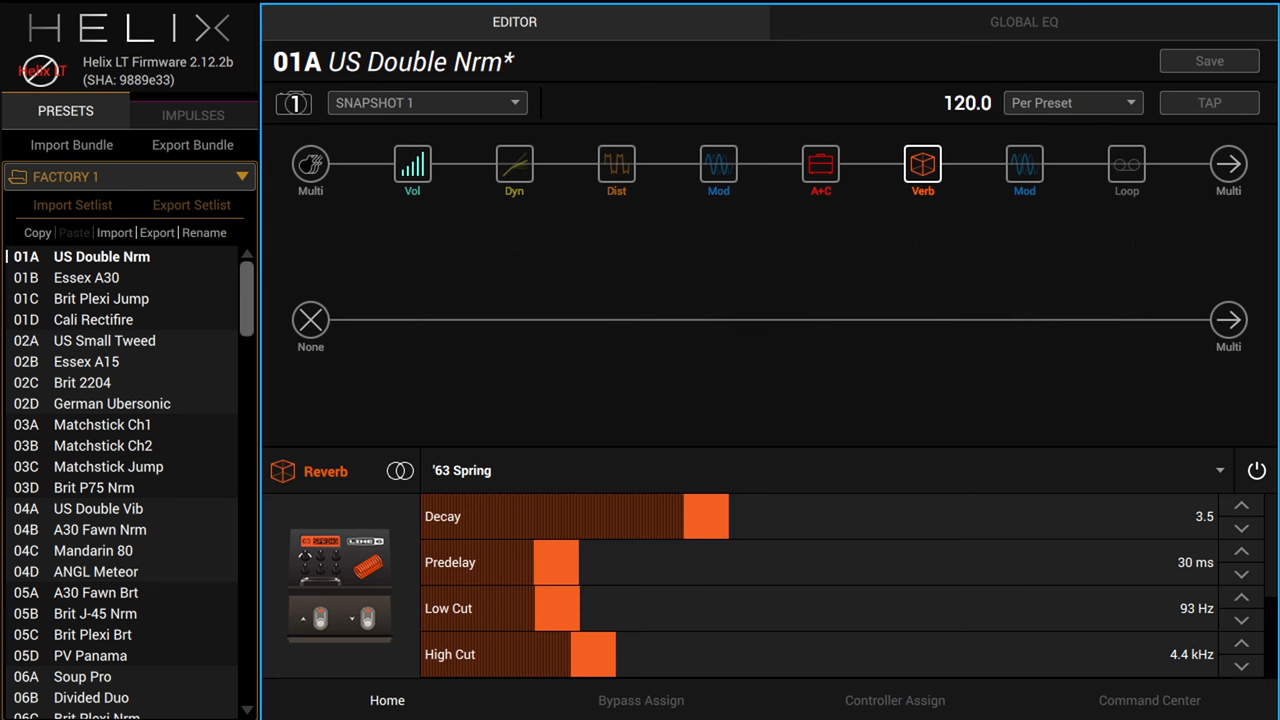 HELIX
Helix LT
Helix LT Firmware 2.12.2b
(SHA: 9889e33)
PRESETS
IMPULSES
Import Bundle
Export Bundle
FACTORY 1
Import Setlist
Export Setlist
Copy | Paste | Import | Export | Rename
01A US Double Nrm
01B Essex A30
01C Brit Plexi Jump
01D Cali Rectifire
02A US Small Tweed
02B Essex A15
02C Brit 2204
02D German Ubersonic
03A Matchstick Ch1
03B Matchstick Ch2
03C Matchstick Jump
03D Brit P75 Nrm
04A US Double Vib
04B A30 Fawn Nrm
04C Mandarin 80
04D ANGL Meteor
05A A30 Fawn Brt
05B Brit J-45 Nrm
05C Brit Plexi Brt
05D PV Panama
06A Soup Pro
06B Divided Duo
06C Brit Plexi Nrm
EDITOR
GLOBAL EQ
01A US Double Nrm*
Save
1
SNAPSHOT 1
120.0
Per Preset
TAP
Multi
Vol
Dyn
Dist
Mod
A+C
Verb
Mod
Loop
Multi
None
Multi
Reverb
'63 Spring
SPRING
LINE 6
Decay 3.5
Predelay 30 ms
Low Cut 93 Hz
High Cut 4.4 kHz
Home
Bypass Assign
Controller Assign
Command Center